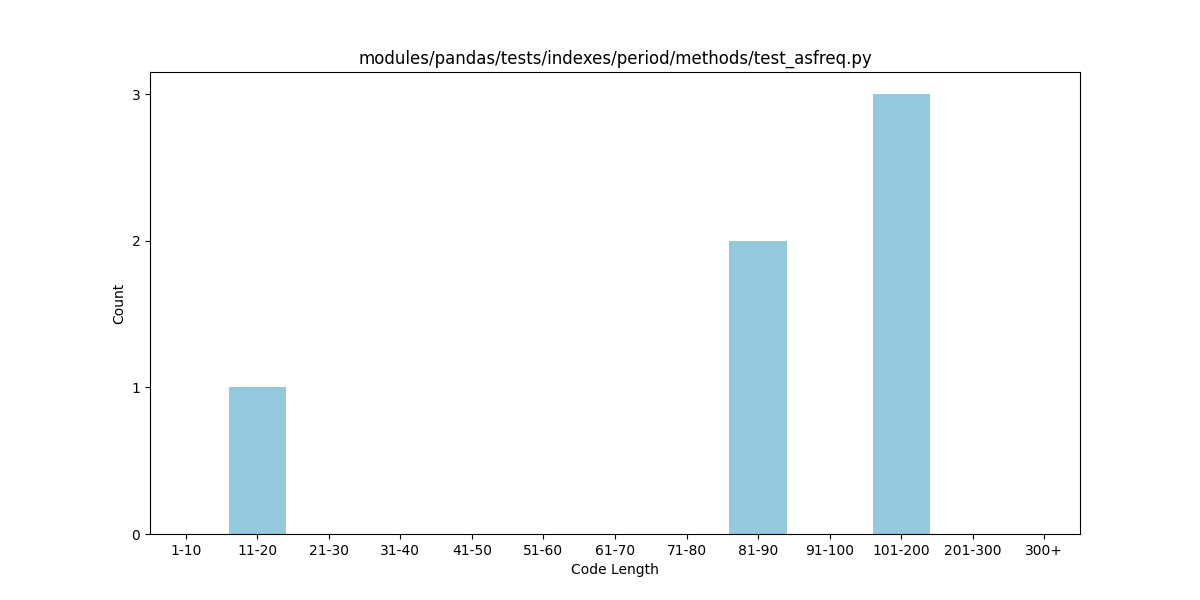 modules/pandas/tests/indexes/period/methods/test_asfreq.py
3
2
1
0
Count
1-10 11-20 21-30 31-40 41-50 51-60 61-70 71-80 81-90 91-100 101-200 201-300 300+
Code Length